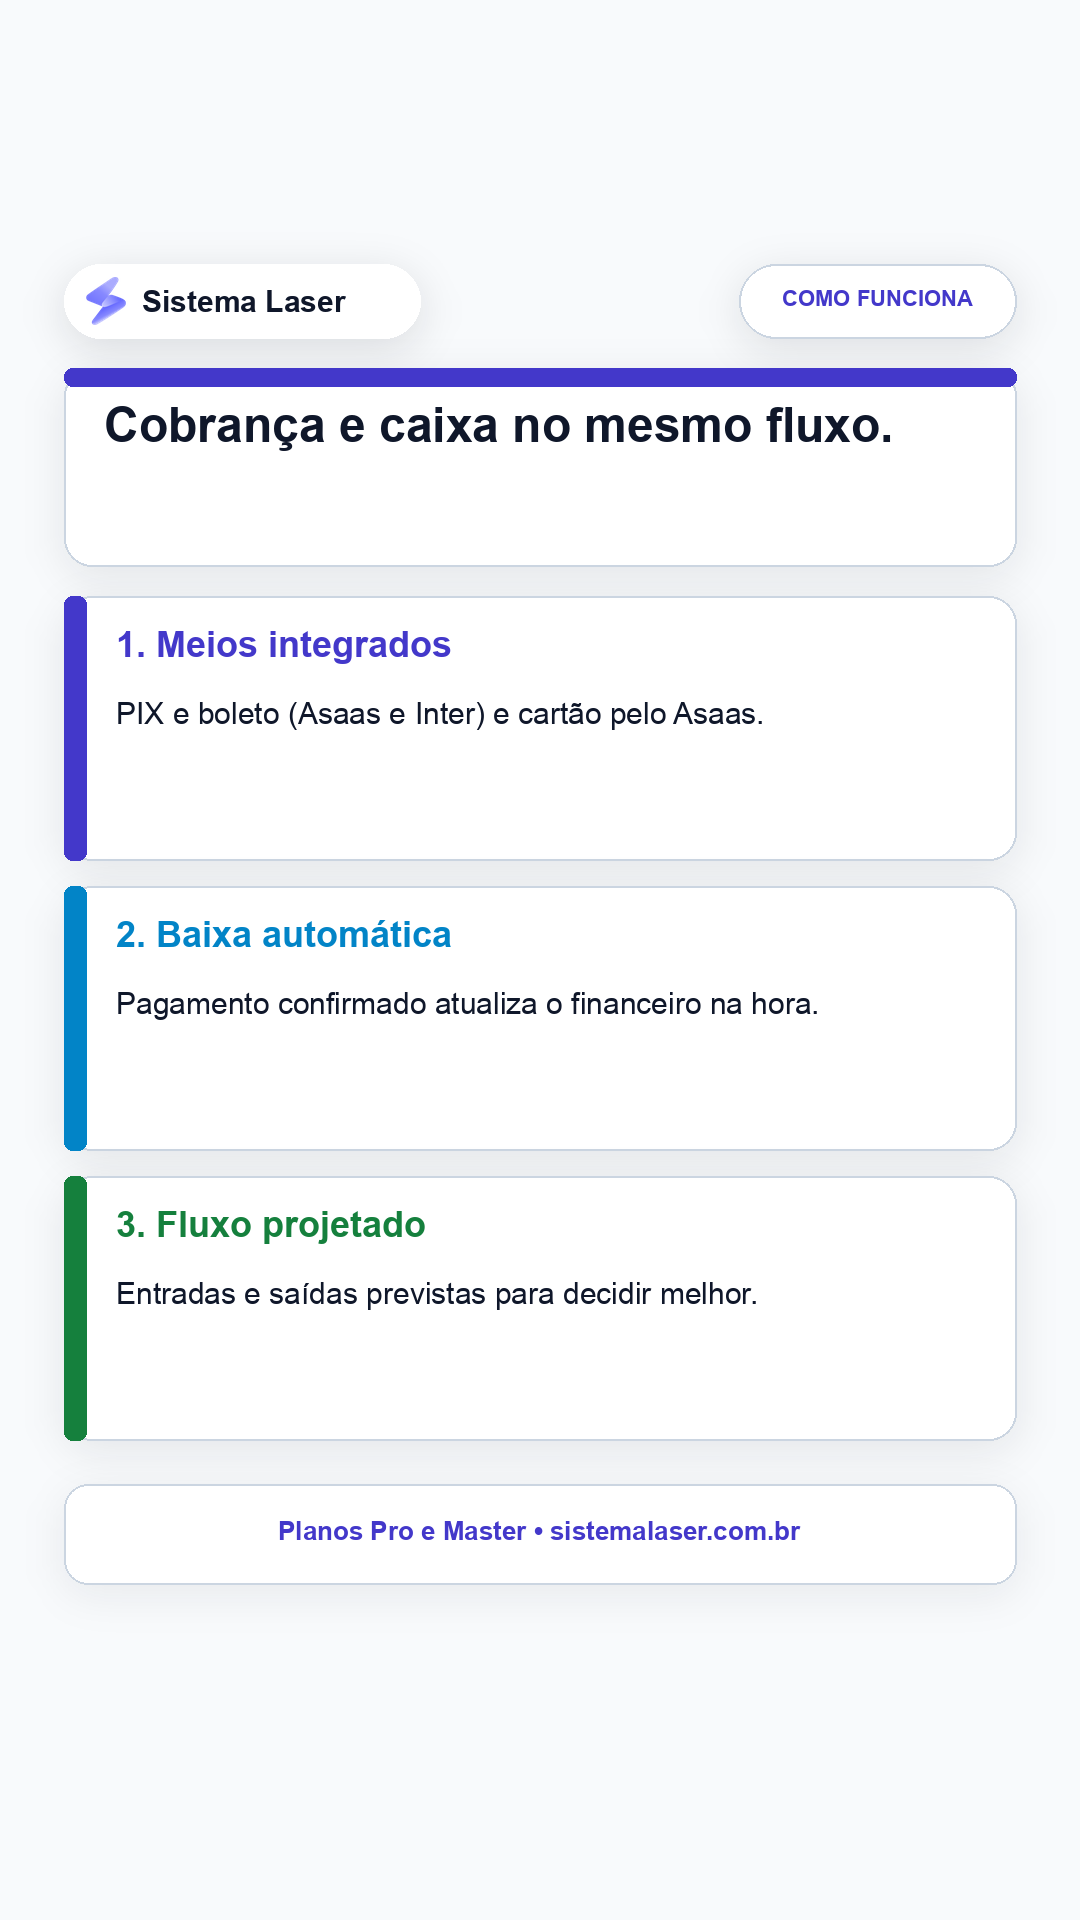 Sistema Laser
COMO FUNCIONA
Cobrança e caixa no mesmo fluxo.
1. Meios integrados
PIX e boleto (Asaas e Inter) e cartão pelo Asaas.
2. Baixa automática
Pagamento confirmado atualiza o financeiro na hora.
3. Fluxo projetado
Entradas e saídas previstas para decidir melhor.
Planos Pro e Master • sistemalaser.com.br